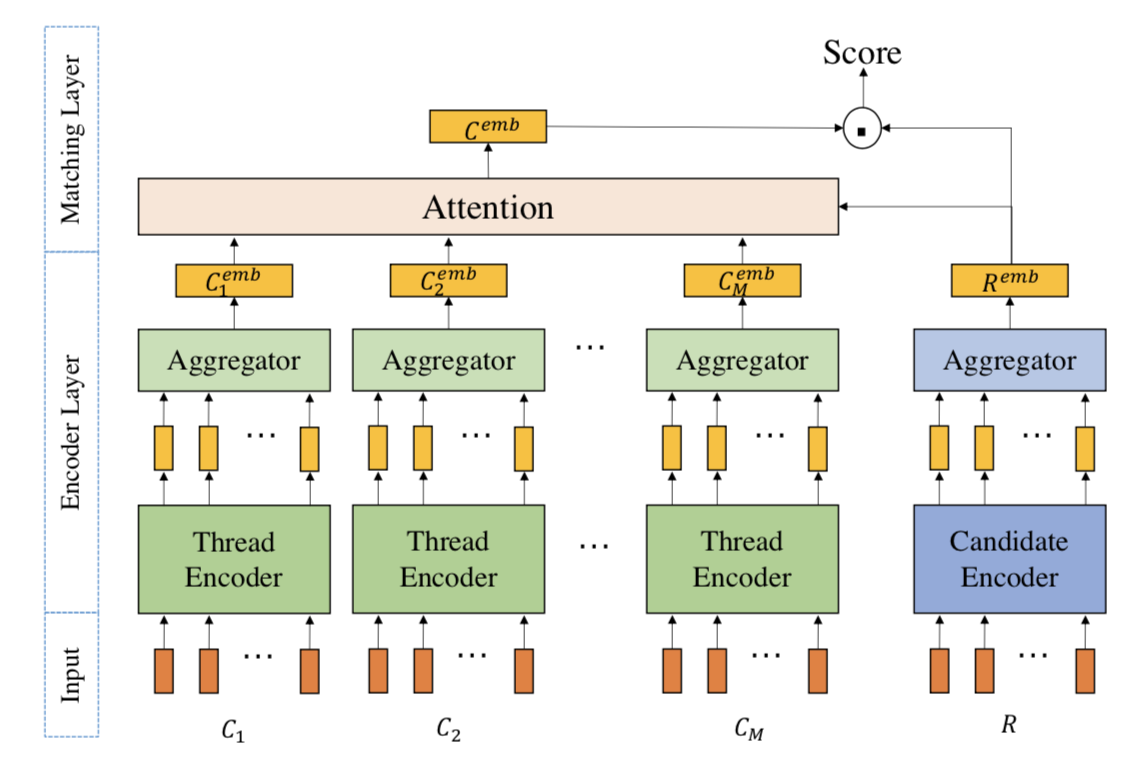 Score
Matching Layer
C^emb
.
Attention
C_1^emb
C_2^emb
C_M^emb
R^emb
Encoder Layer
Aggregator
Aggregator
...
Aggregator
Aggregator
...
...
...
...
Thread
Encoder
Thread
Encoder
...
Thread
Encoder
Candidate
Encoder
Input
...
...
...
...
C_1
C_2
C_M
R